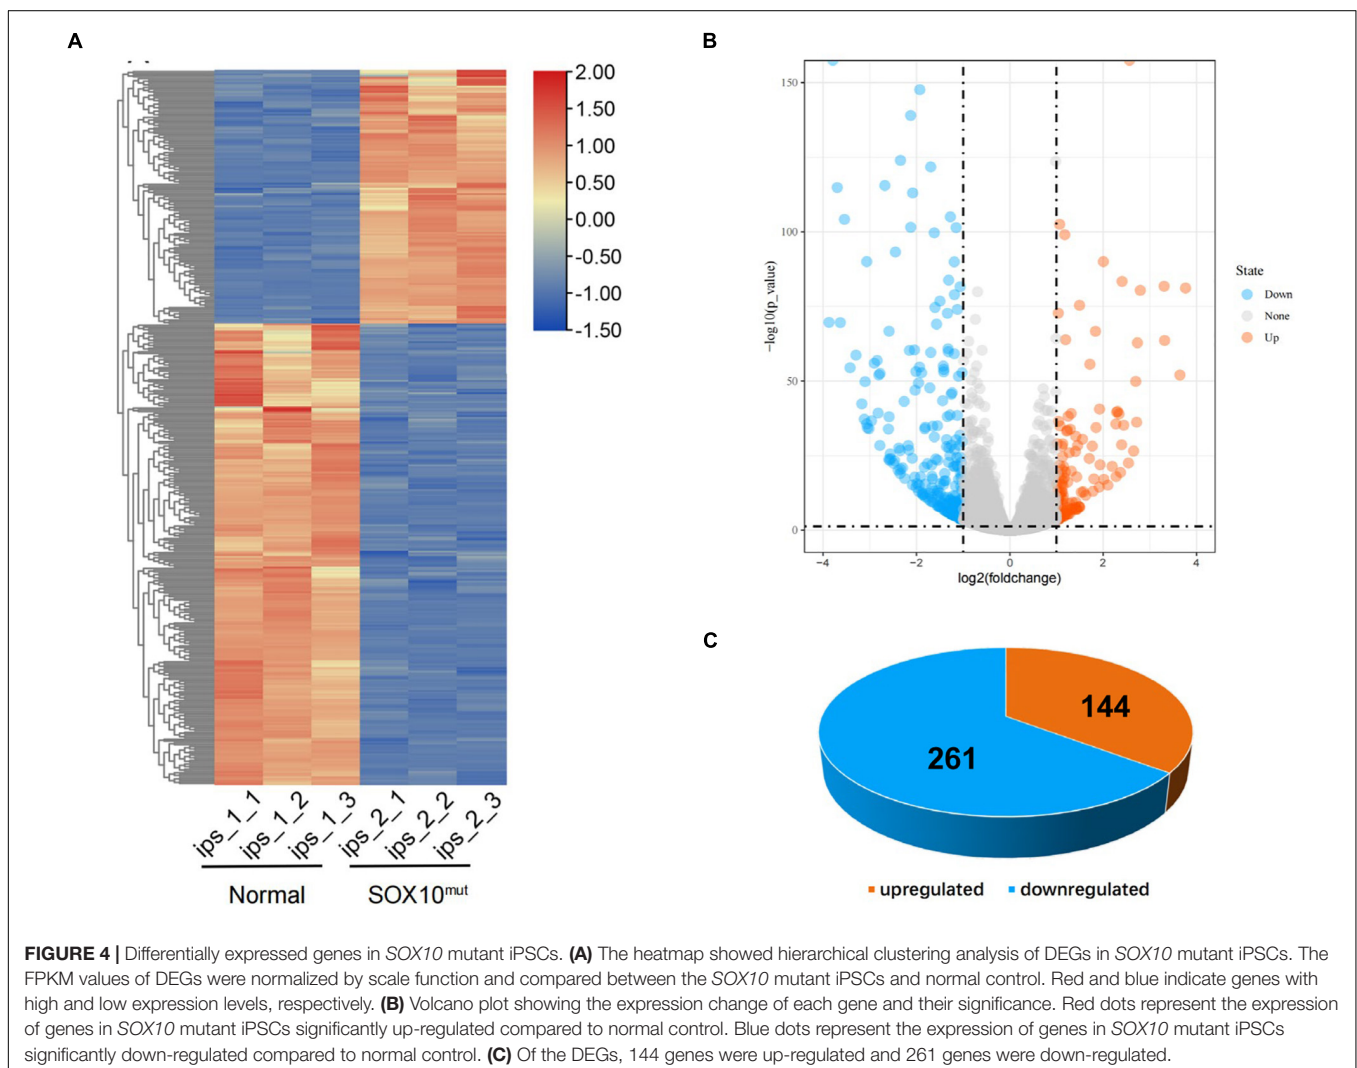 A
2.00
1.50
1.00
0.50
0.00
-0.50
-1.00
-1.50
ips_1_1
ips_1_2
ips_1_3
ips_2_1
ips_2_2
ips_2_3
Normal
SOX10mut
B
150
100
50
0
−log10(p_value)
−4
−2
0
2
4
log2(foldchange)
State
Down
None
Up
C
144
261
upregulated
downregulated
FIGURE 4 | Differentially expressed genes in SOX10 mutant iPSCs. (A) The heatmap showed hierarchical clustering analysis of DEGs in SOX10 mutant iPSCs. The
FPKM values of DEGs were normalized by scale function and compared between the SOX10 mutant iPSCs and normal control. Red and blue indicate genes with
high and low expression levels, respectively. (B) Volcano plot showing the expression change of each gene and their significance. Red dots represent the expression
of genes in SOX10 mutant iPSCs significantly up-regulated compared to normal control. Blue dots represent the expression of genes in SOX10 mutant iPSCs
significantly down-regulated compared to normal control. (C) Of the DEGs, 144 genes were up-regulated and 261 genes were down-regulated.